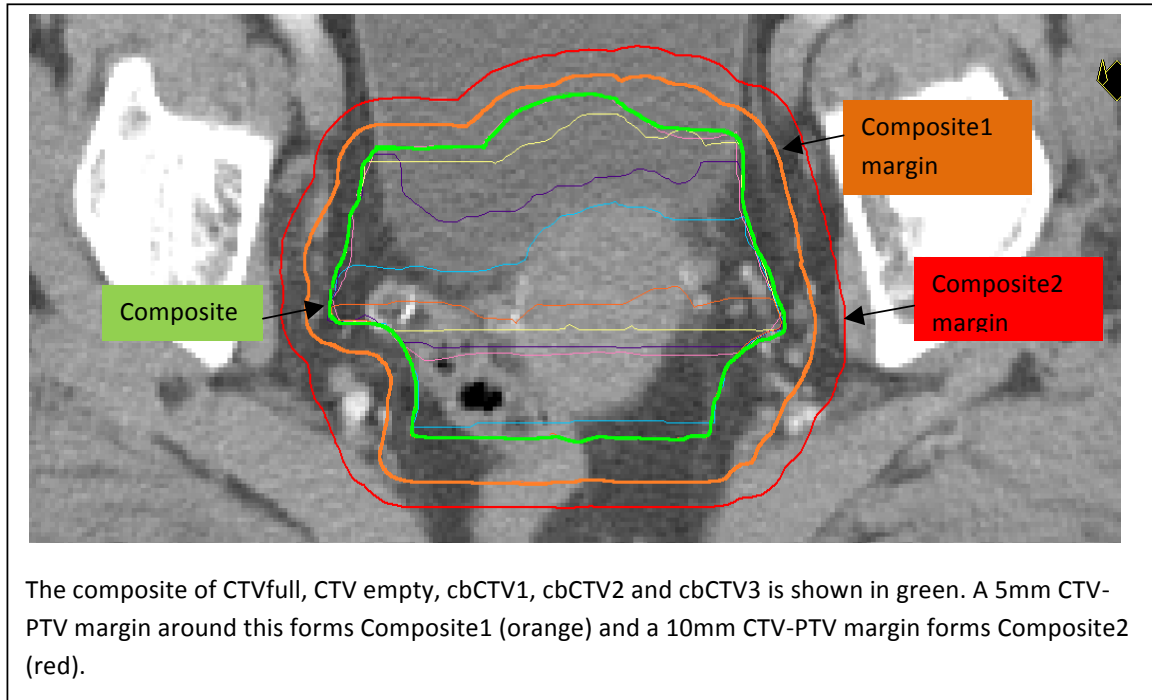 Composite1
margin
Composite2
margin
Composite
The composite of CTVfull, CTV empty, cbCTV1, cbCTV2 and cbCTV3 is shown in green. A 5mm CTV-
PTV margin around this forms Composite1 (orange) and a 10mm CTV-PTV margin forms Composite2
(red).